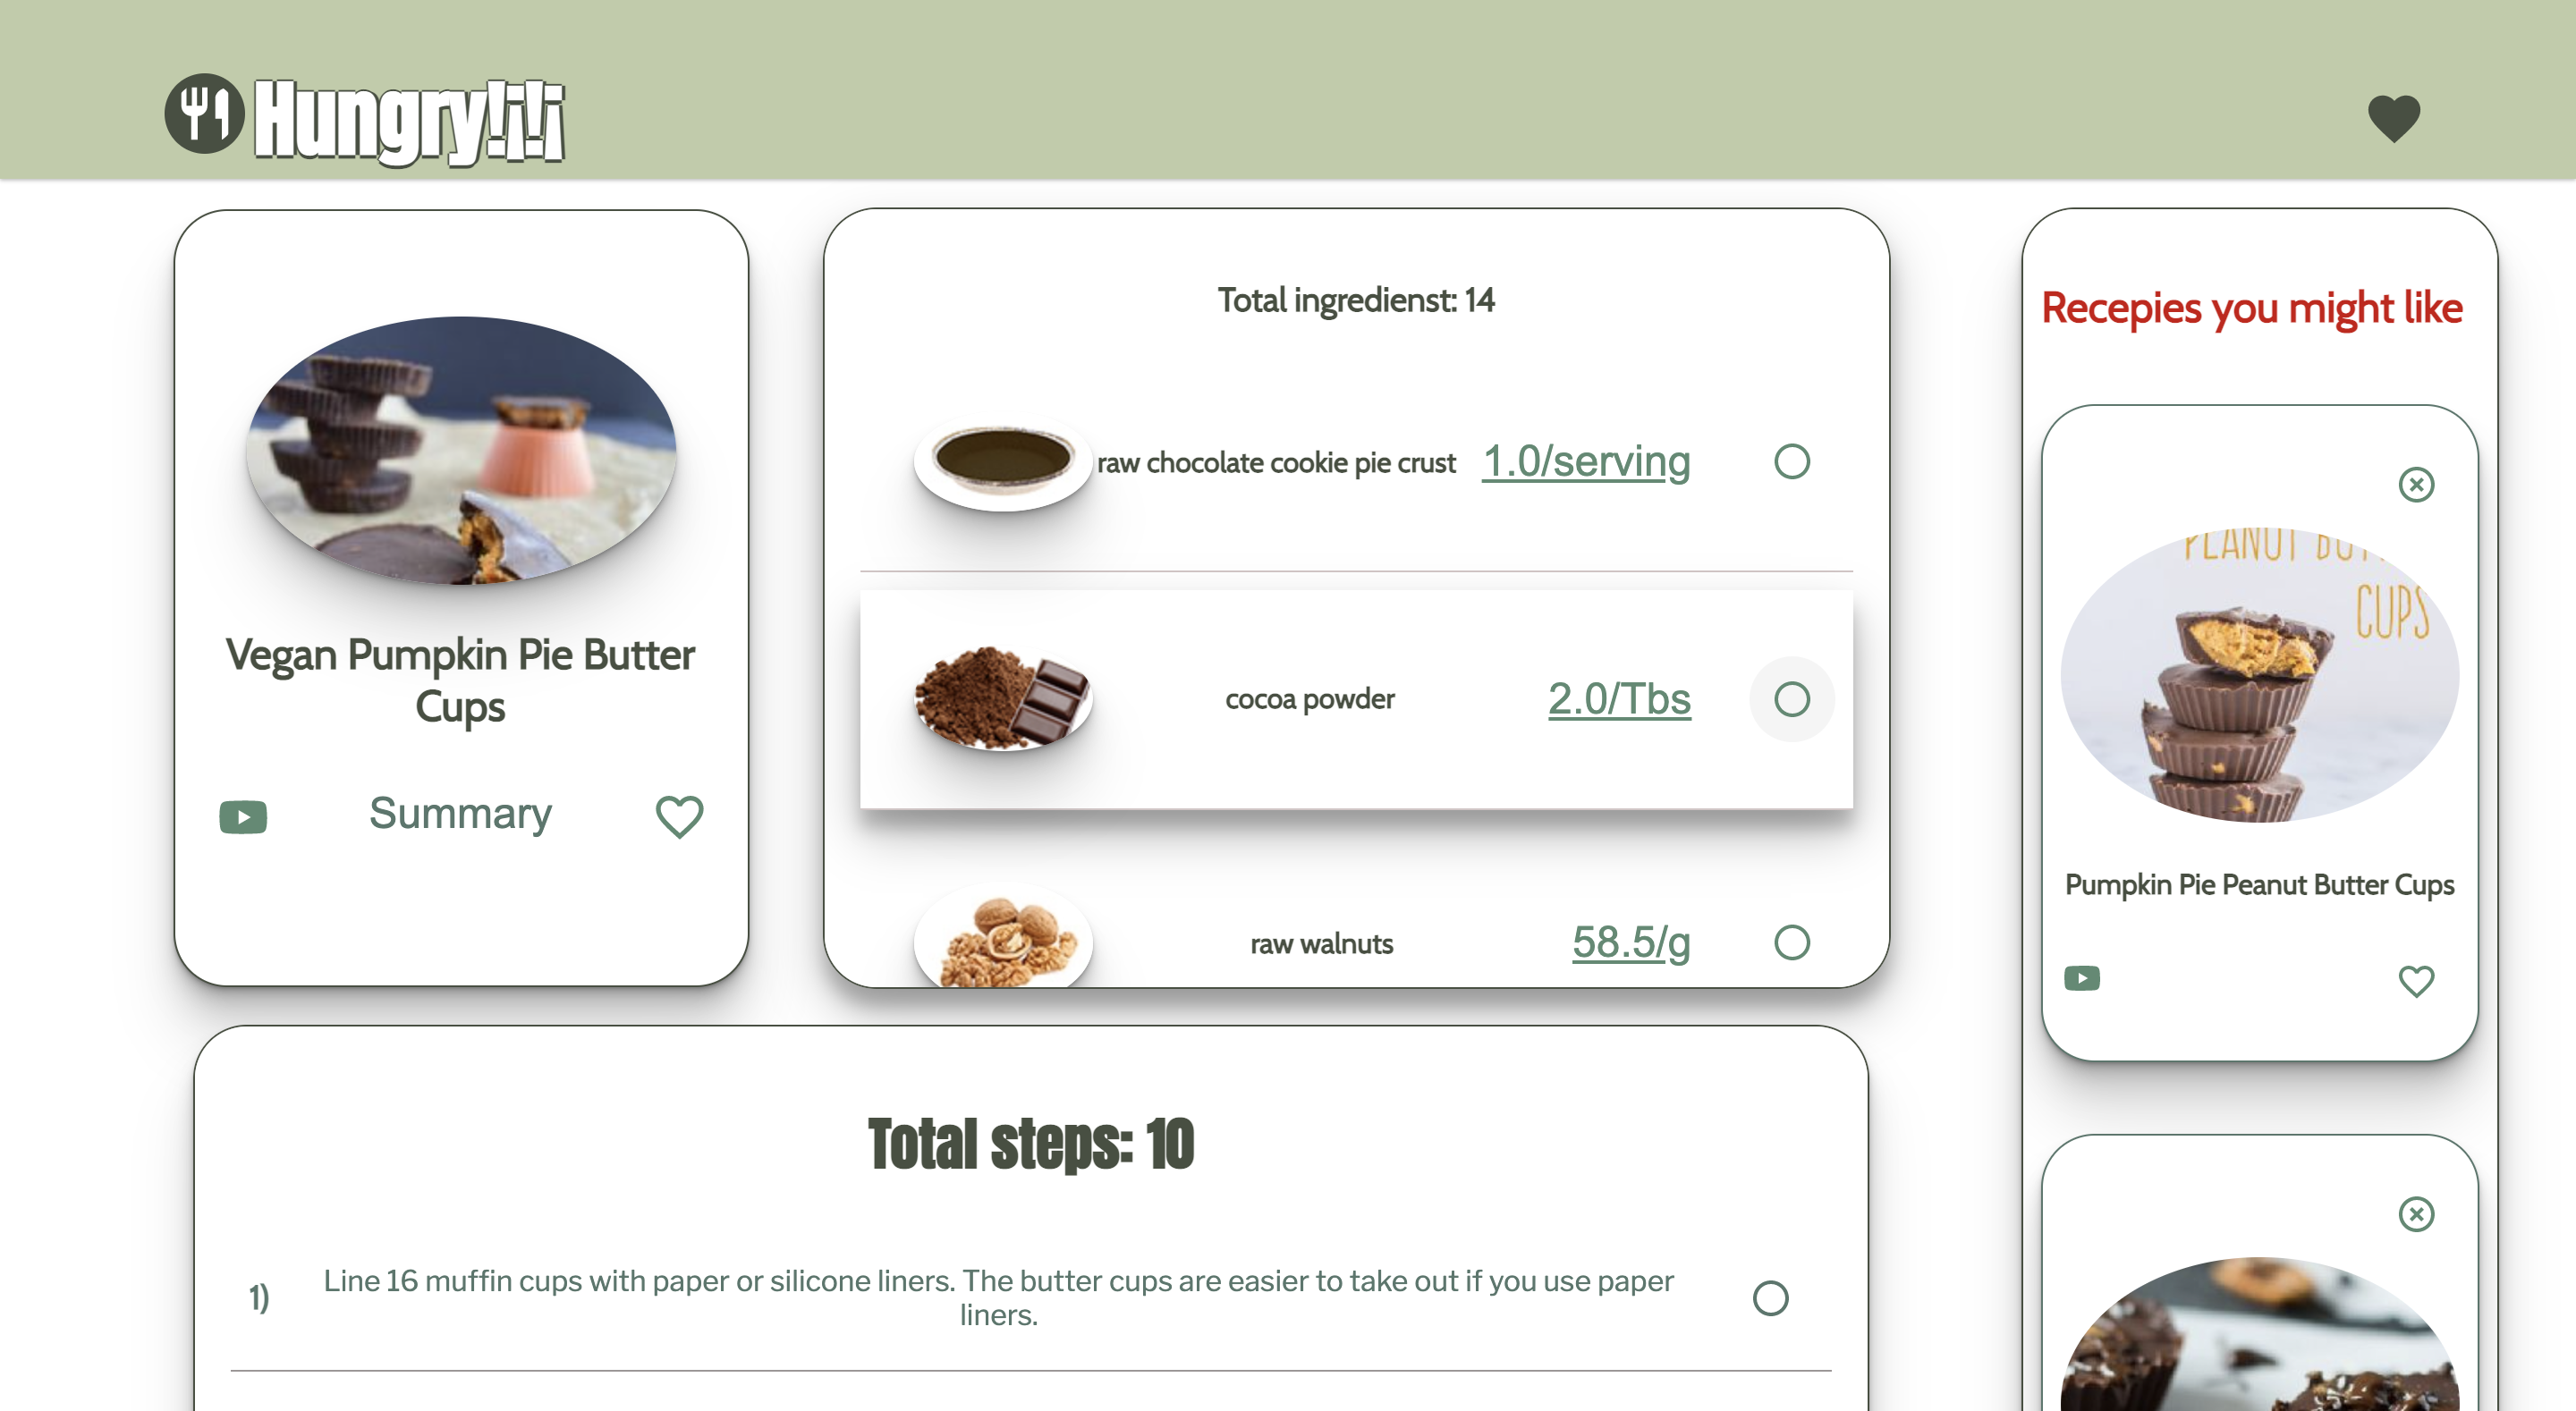 Hungry!¡!¡
Vegan Pumpkin Pie Butter
Cups
Summary
Total ingredienst: 14
raw chocolate cookie pie crust 1.0/serving
cocoa powder 2.0/Tbs
raw walnuts 58.5/g
Total steps: 10
1) Line 16 muffin cups with paper or silicone liners. The butter cups are easier to take out if you use paper
liners.
Recepies you might like
CUPS
Pumpkin Pie Peanut Butter Cups